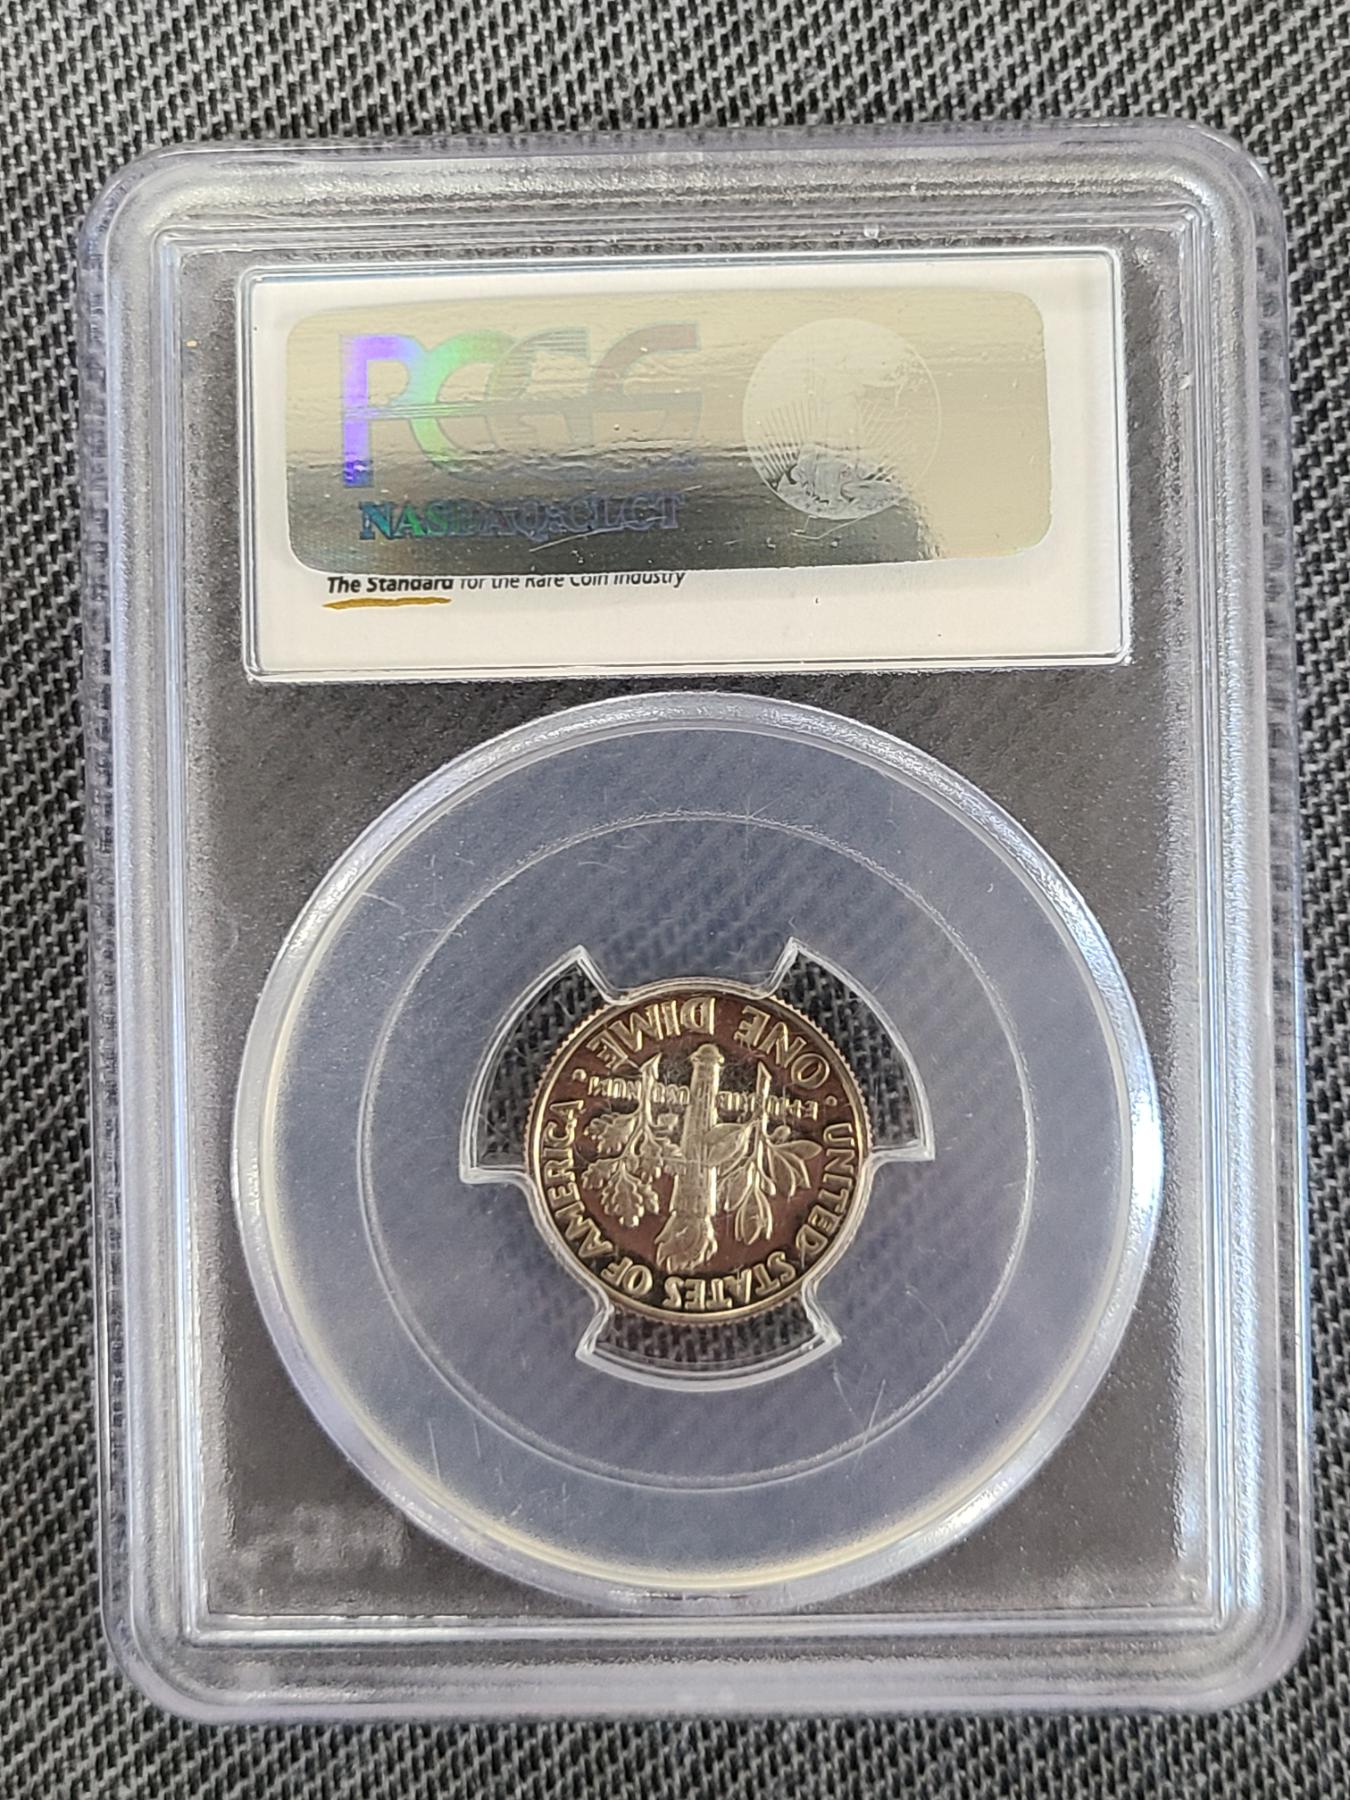 PCGS
NASDAQ:CLCT
The Standard for the Rare Coin Industry
ONE DIME
E PLURIBUS UNUM
UNITED STATES OF AMERICA